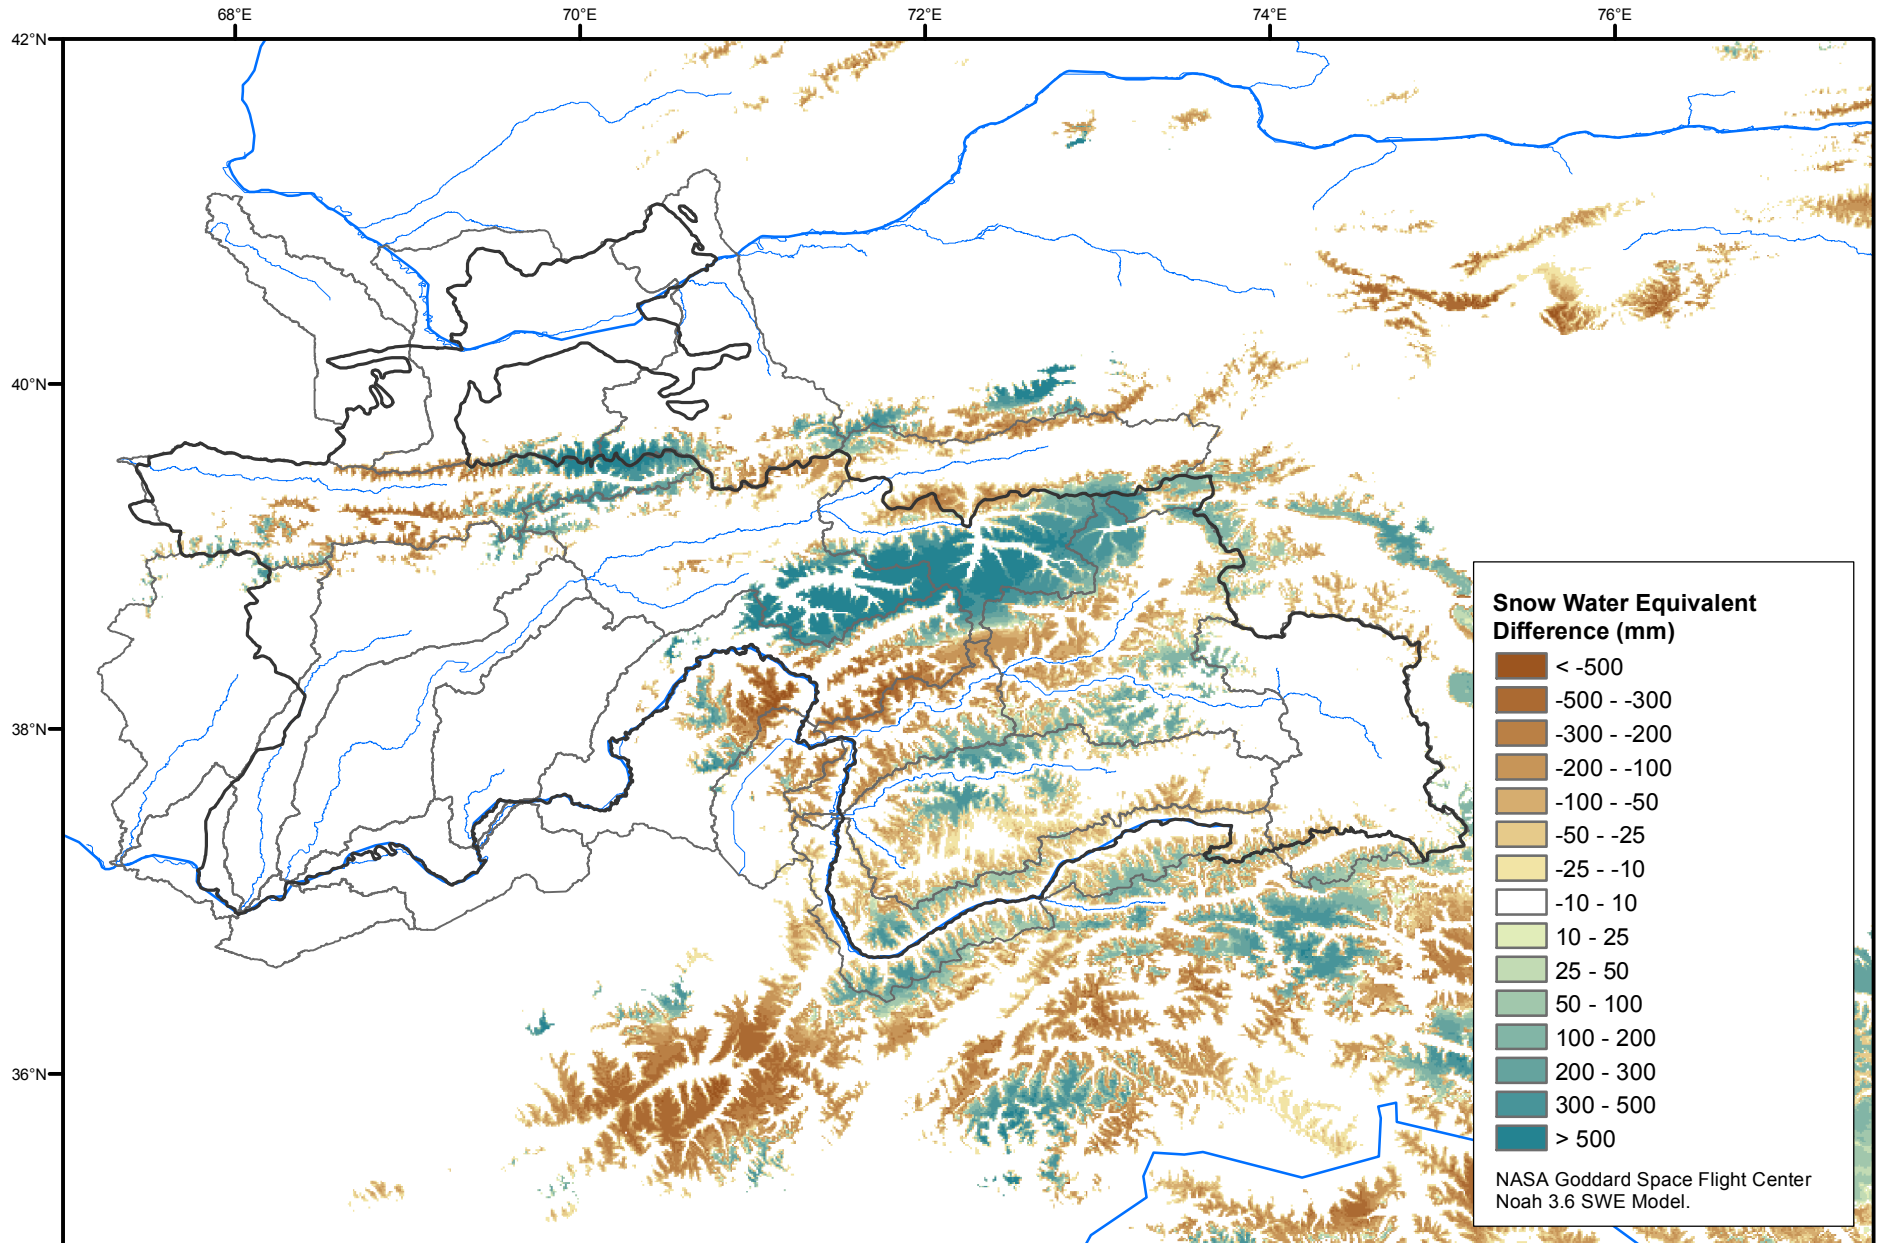 68°E
70°E
72°E
74°E
76°E
42°N
40°N
38°N
36°N
Snow Water Equivalent
Difference (mm)
< -500
-500 - -300
-300 - -200
-200 - -100
-100 - -50
-50 - -25
-25 - -10
-10 - 10
10 - 25
25 - 50
50 - 100
100 - 200
200 - 300
300 - 500
> 500
NASA Goddard Space Flight Center
Noah 3.6 SWE Model.